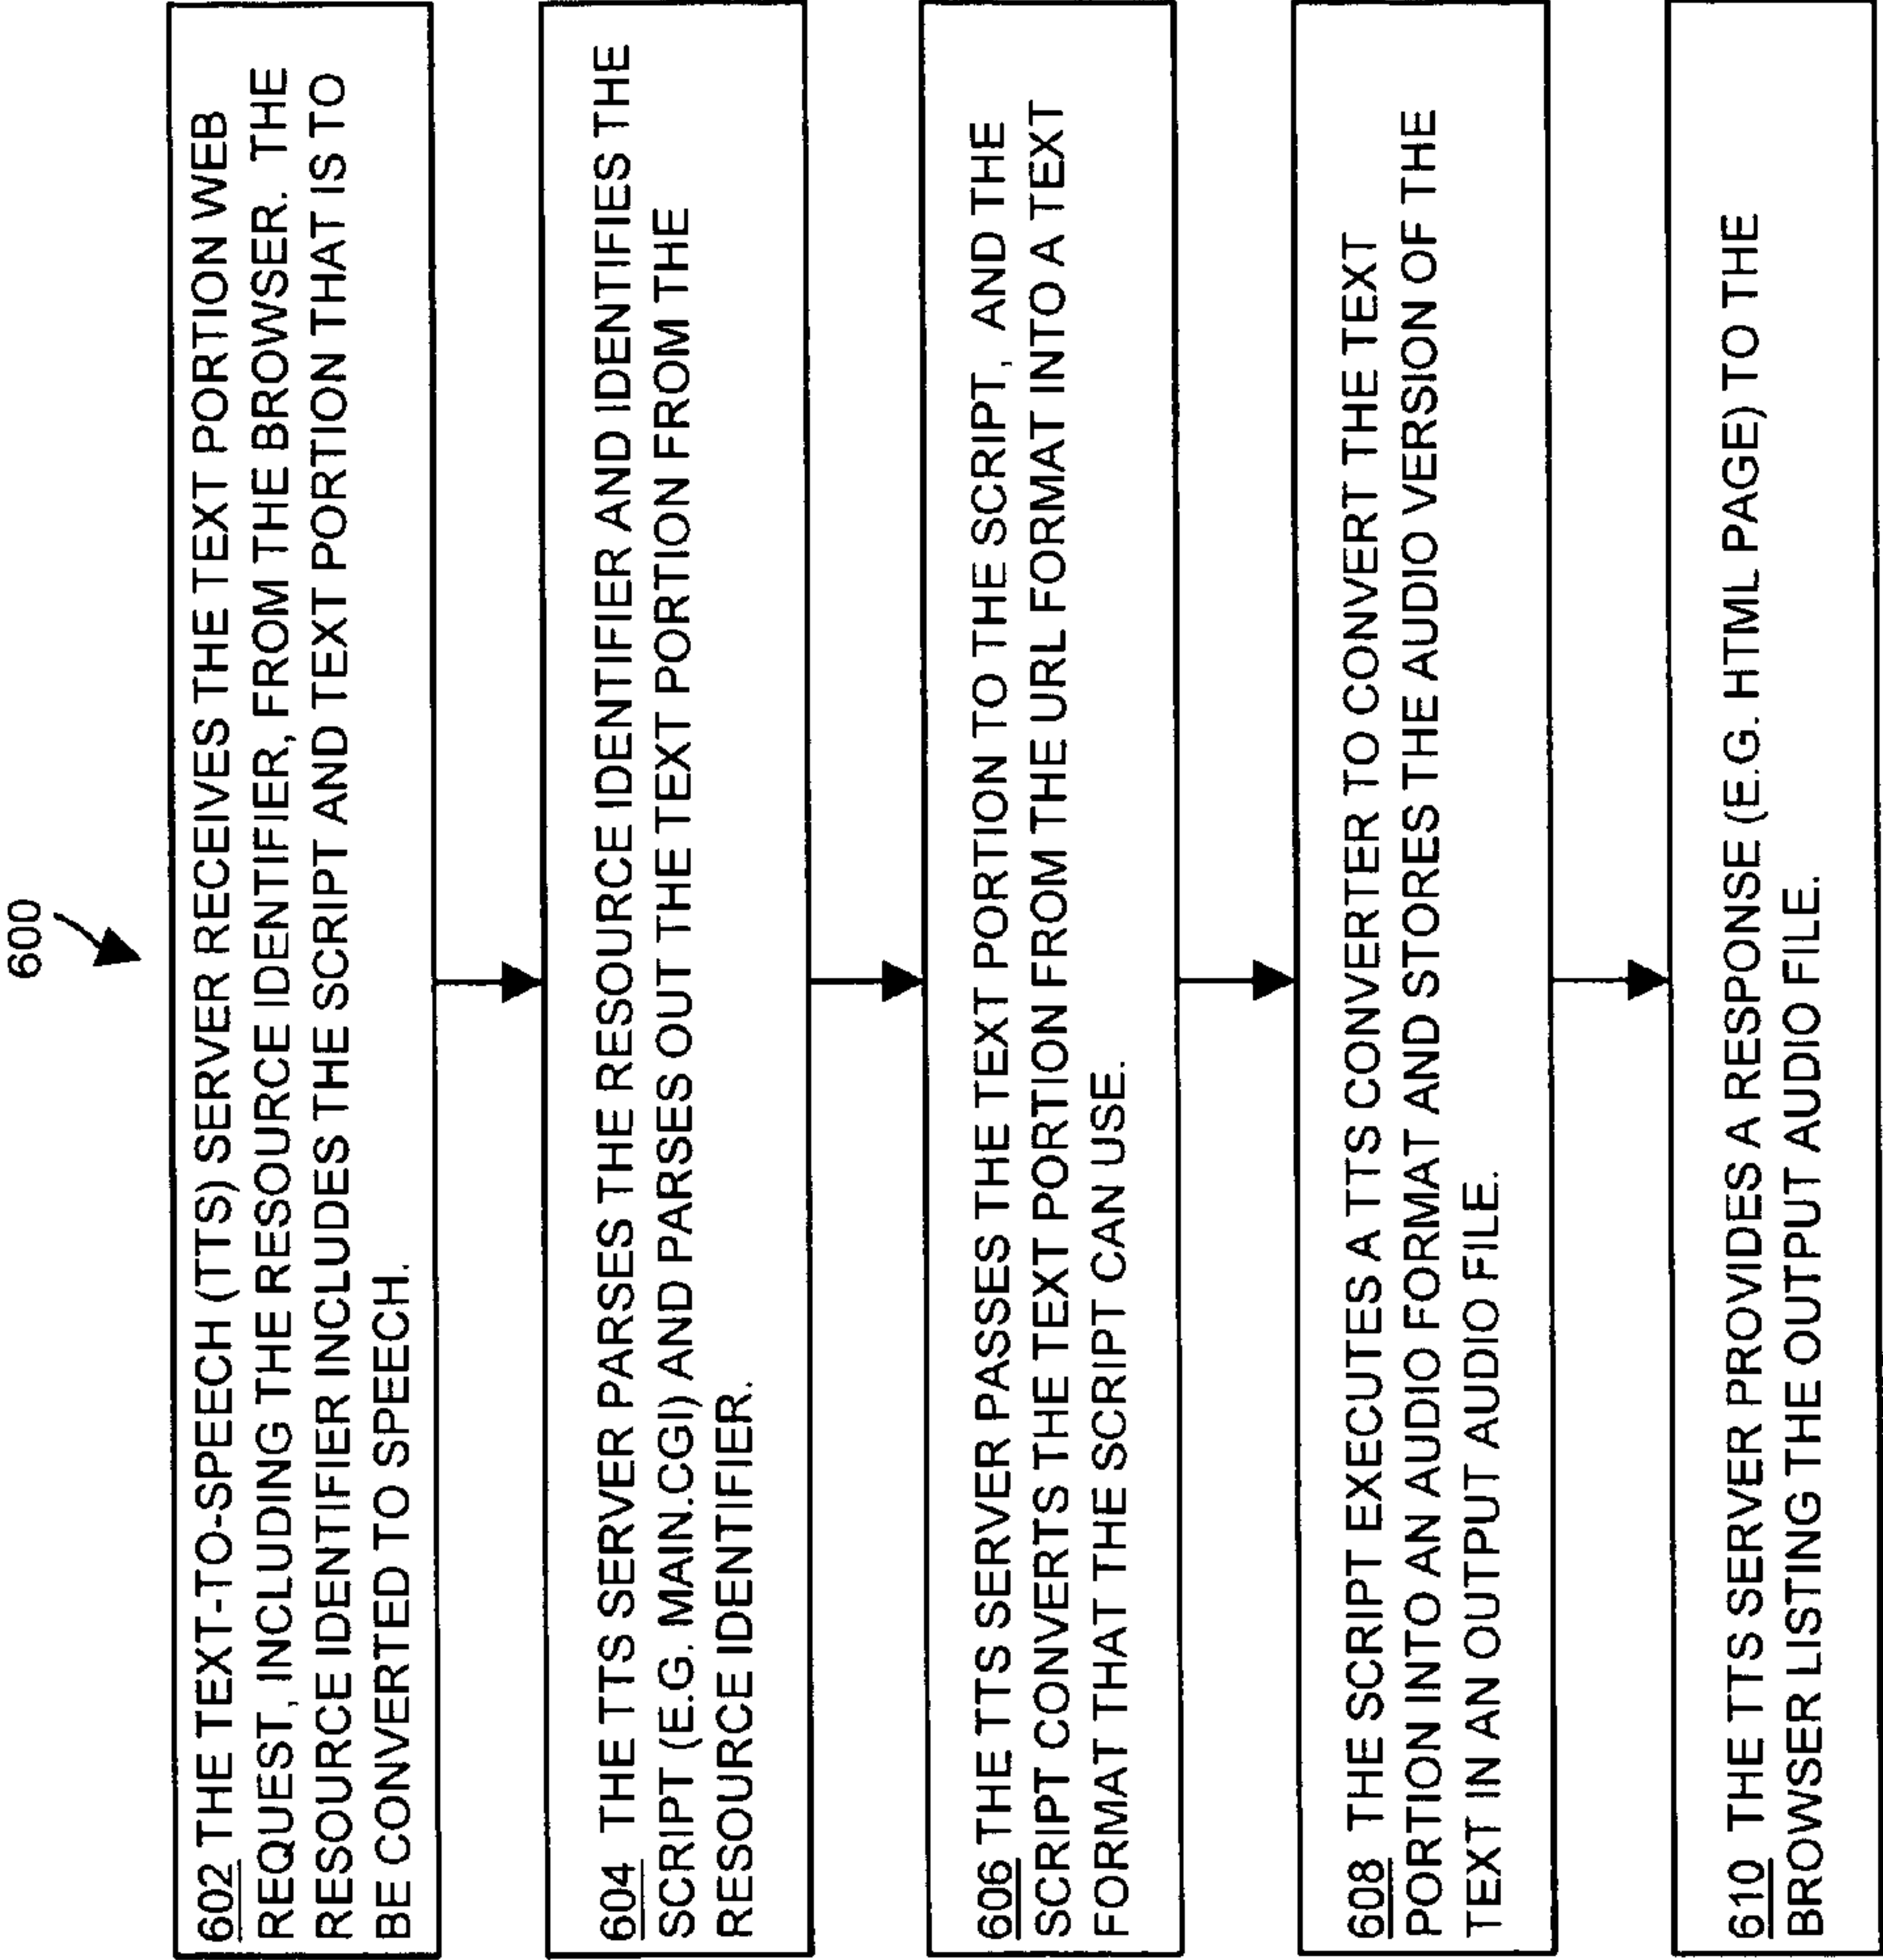 600
602 THE TEXT-TO-SPEECH (TTS) SERVER RECEIVES THE TEXT PORTION WEB
REQUEST, INCLUDING THE RESOURCE IDENTIFIER, FROM THE BROWSER. THE
RESOURCE IDENTIFIER INCLUDES THE SCRIPT AND TEXT PORTION THAT IS TO
BE CONVERTED TO SPEECH.
604 THE TTS SERVER PARSES THE RESOURCE IDENTIFIER AND IDENTIFIES THE
SCRIPT (E.G. MAIN.CGI) AND PARSES OUT THE TEXT PORTION FROM THE
RESOURCE IDENTIFIER.
606 THE TTS SERVER PASSES THE TEXT PORTION TO THE SCRIPT, AND THE
SCRIPT CONVERTS THE TEXT PORTION FROM THE URL FORMAT INTO A TEXT
FORMAT THAT THE SCRIPT CAN USE.
608 THE SCRIPT EXECUTES A TTS CONVERTER TO CONVERT THE TEXT
PORTION INTO AN AUDIO FORMAT AND STORES THE AUDIO VERSION OF THE
TEXT IN AN OUTPUT AUDIO FILE.
610 THE TTS SERVER PROVIDES A RESPONSE (E.G. HTML PAGE) TO THE
BROWSER LISTING THE OUTPUT AUDIO FILE.